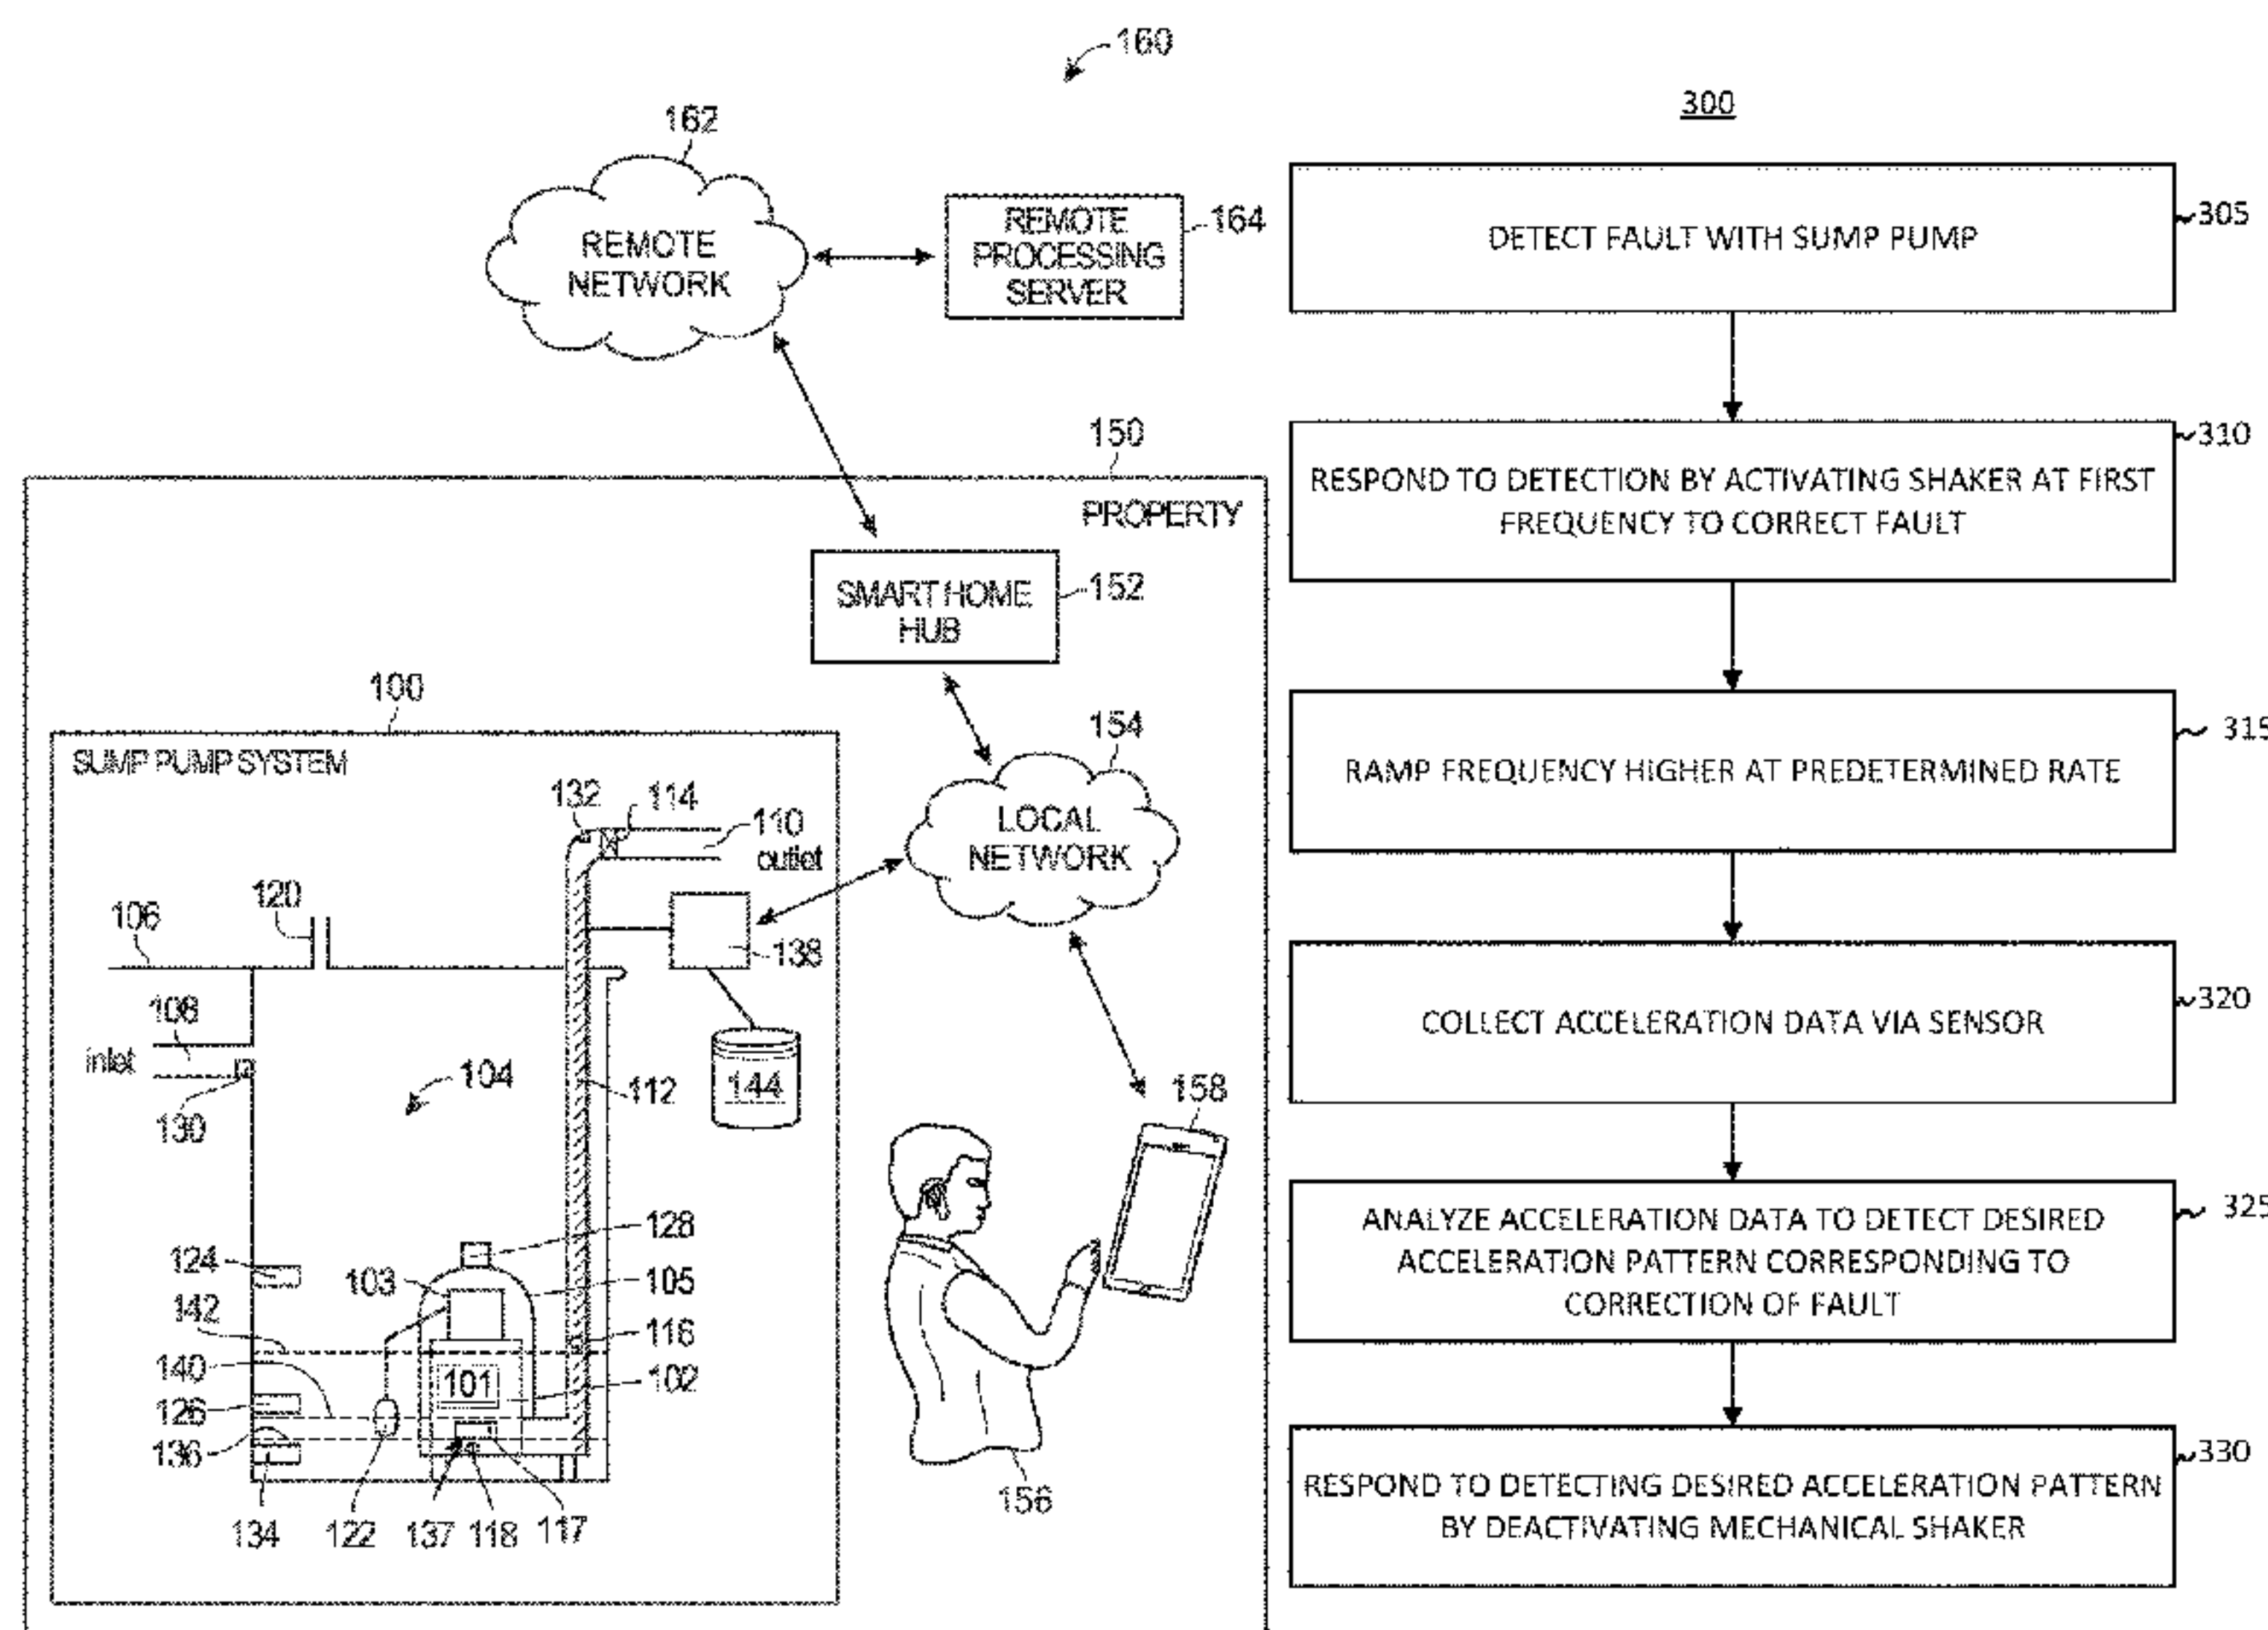 160
162
REMOTE
NETWORK
REMOTE
PROCESSING
SERVER
164
150
PROPERTY
SMART HOME
HUB
152
100
SUMP PUMP SYSTEM
154
LOCAL
NETWORK
132
114
110
outlet
120
106
138
108
inlet
104
130
112
144
158
128
124
103
105
142
116
140
101
102
126
136
134
122
137
118
117
156
300
DETECT FAULT WITH SUMP PUMP
305
RESPOND TO DETECTION BY ACTIVATING SHAKER AT FIRST
FREQUENCY TO CORRECT FAULT
310
RAMP FREQUENCY HIGHER AT PREDETERMINED RATE
315
COLLECT ACCELERATION DATA VIA SENSOR
320
ANALYZE ACCELERATION DATA TO DETECT DESIRED
ACCELERATION PATTERN CORRESPONDING TO
CORRECTION OF FAULT
325
RESPOND TO DETECTING DESIRED ACCELERATION PATTERN
BY DEACTIVATING MECHANICAL SHAKER
330